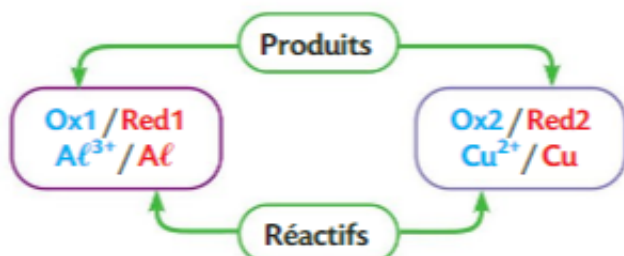 Produits
Ox1/Red1
Aℓ³⁺/Aℓ
Ox2/Red2
Cu²⁺/Cu
Réactifs